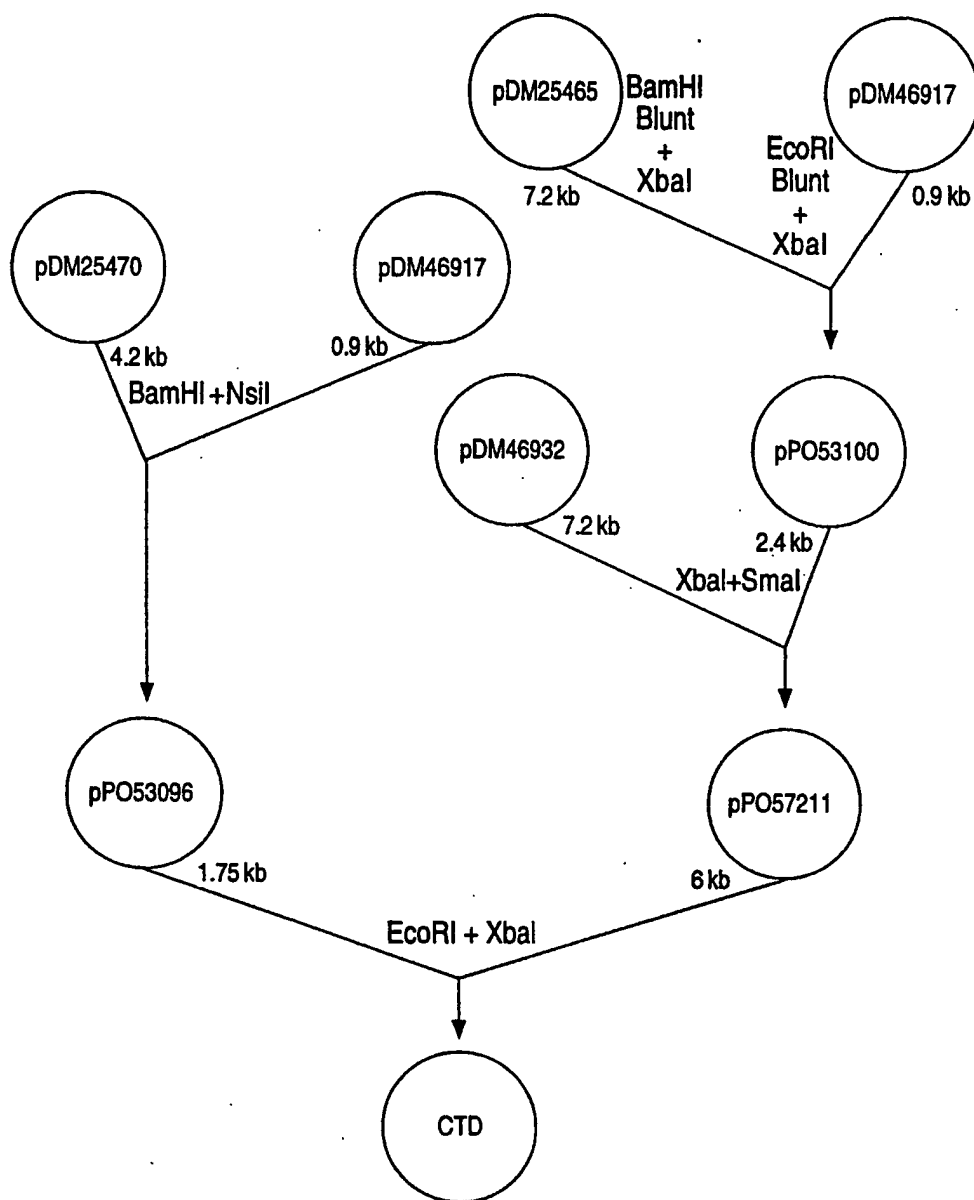 pDM25465
BamHI
Blunt
+
XbaI
pDM46917
EcoRI
Blunt
+
XbaI
7.2 kb
0.9 kb
pDM25470
pDM46917
4.2 kb
0.9 kb
BamHI +NsiI
pDM46932
pPO53100
7.2 kb
2.4 kb
XbaI+SmaI
pPO53096
pPO57211
1.75 kb
6 kb
EcoRI + XbaI
CTD